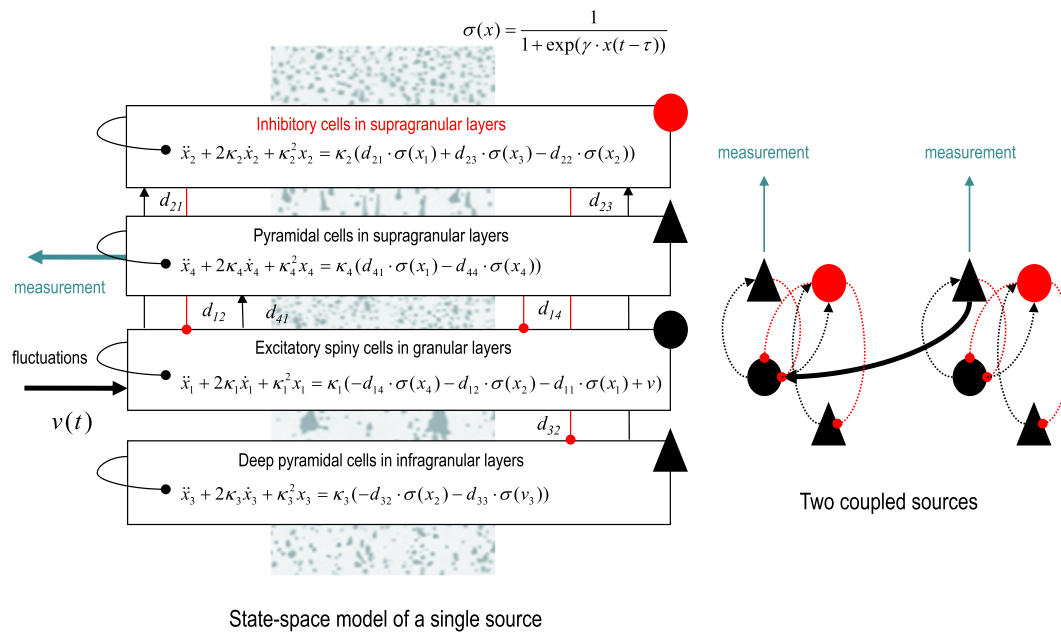 σ(x) = 1 / (1 + exp(γ · x(t − τ)))
Inhibitory cells in supragranular layers
ẍ₂ + 2κ₂ẋ₂ + κ₂²x₂ = κ₂(d₂₁ · σ(x₁) + d₂₃ · σ(x₃) − d₂₂ · σ(x₂))
d₂₁ d₂₃
Pyramidal cells in supragranular layers
ẍ₄ + 2κ₄ẋ₄ + κ₄²x₄ = κ₄(d₄₁ · σ(x₁) − d₄₄ · σ(x₄))
measurement
d₁₂ d₄₁ d₁₄
Excitatory spiny cells in granular layers
fluctuations
ẍ₁ + 2κ₁ẋ₁ + κ₁²x₁ = κ₁(−d₁₄ · σ(x₄) − d₁₂ · σ(x₂) − d₁₁ · σ(x₁) + v)
v(t)
d₃₂
Deep pyramidal cells in infragranular layers
ẍ₃ + 2κ₃ẋ₃ + κ₃²x₃ = κ₃(−d₃₂ · σ(x₂) − d₃₃ · σ(v₃))
State-space model of a single source
measurement measurement
Two coupled sources